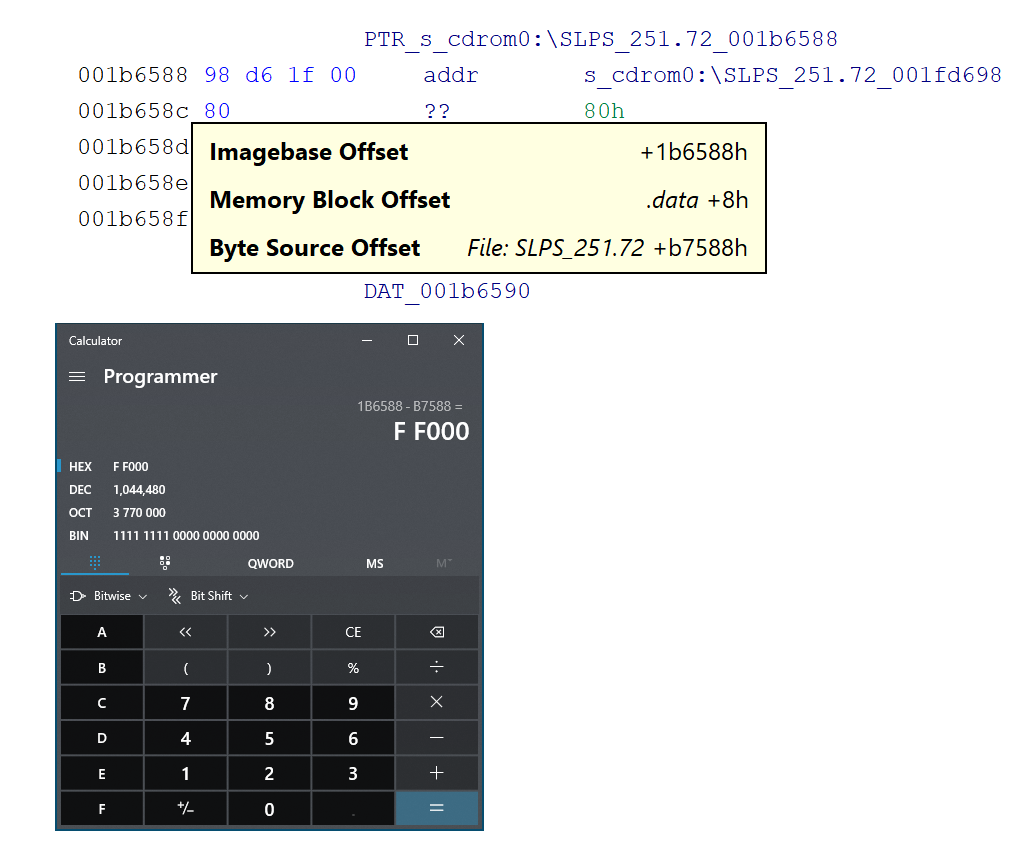 PTR_s_cdrom0:\SLPS_251.72_001b6588
001b6588 98 d6 1f 00 addr s_cdrom0:\SLPS_251.72_001fd698
001b658c 80 ?? 80h
001b658d
001b658e
001b658f
Imagebase Offset +1b6588h
Memory Block Offset .data +8h
Byte Source Offset File: SLPS_251.72 +b7588h
DAT_001b6590
Calculator
Programmer
1B6588 - B7588 =
F F000
HEX F F000
DEC 1,044,480
OCT 3 770 000
BIN 1111 1111 0000 0000 0000
QWORD MS M˅
Bitwise Bit Shift
A << >> CE
B ( ) % ÷
C 7 8 9 ×
D 4 5 6 −
E 1 2 3 +
F +/− 0 . =